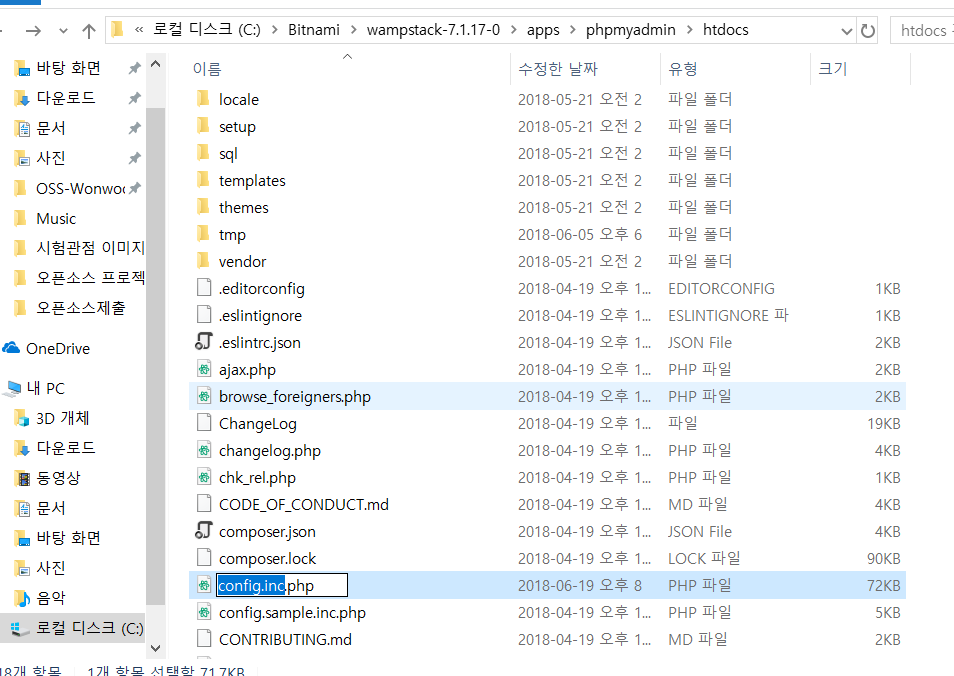 « 로컬 디스크 (C:) > Bitnami > wampstack-7.1.17-0 > apps > phpmyadmin > htdocs
htdocs
바탕 화면
다운로드
문서
사진
OSS-Wonwoo
Music
시험관점 이미지
오픈소스 프로젝
오픈소스제출
OneDrive
내 PC
3D 개체
다운로드
동영상
문서
바탕 화면
사진
음악
로컬 디스크 (C:)
이름 수정한 날짜 유형 크기
locale 2018-05-21 오전 2 파일 폴더
setup 2018-05-21 오전 2 파일 폴더
sql 2018-05-21 오전 2 파일 폴더
templates 2018-05-21 오전 2 파일 폴더
themes 2018-05-21 오전 2 파일 폴더
tmp 2018-06-05 오후 6 파일 폴더
vendor 2018-05-21 오전 2 파일 폴더
.editorconfig 2018-04-19 오후 1... EDITORCONFIG 1KB
.eslintignore 2018-04-19 오후 1... ESLINTIGNORE 파 1KB
.eslintrc.json 2018-04-19 오후 1... JSON File 2KB
ajax.php 2018-04-19 오후 1... PHP 파일 2KB
browse_foreigners.php 2018-04-19 오후 1... PHP 파일 2KB
ChangeLog 2018-04-19 오후 1... 파일 19KB
changelog.php 2018-04-19 오후 1... PHP 파일 4KB
chk_rel.php 2018-04-19 오후 1... PHP 파일 1KB
CODE_OF_CONDUCT.md 2018-04-19 오후 1... MD 파일 4KB
composer.json 2018-04-19 오후 1... JSON File 4KB
composer.lock 2018-04-19 오후 1... LOCK 파일 90KB
config.inc.php 2018-06-19 오후 8 PHP 파일 72KB
config.sample.inc.php 2018-04-19 오후 1... PHP 파일 5KB
CONTRIBUTING.md 2018-04-19 오후 1... MD 파일 2KB
항목 1개 항목 선택함 71.7KB